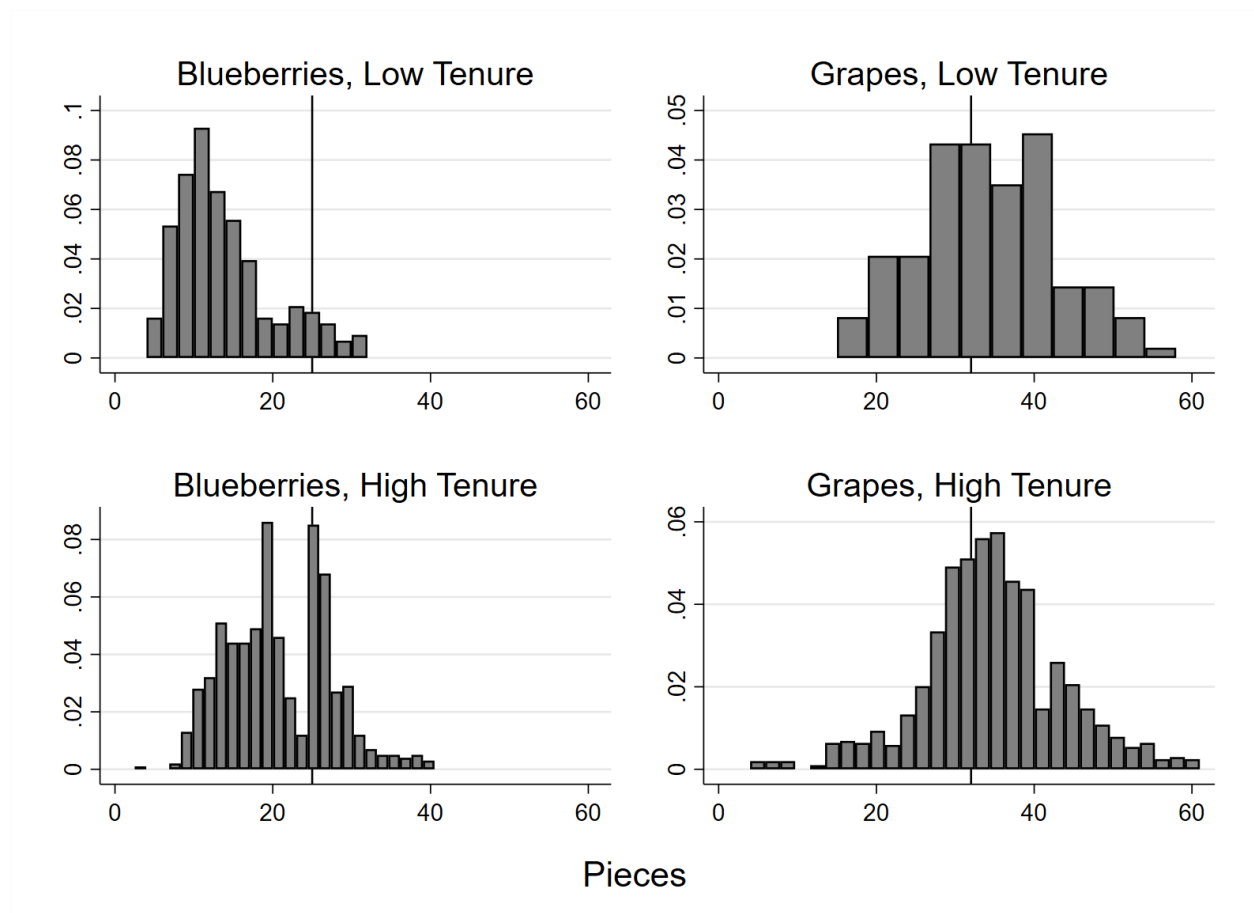 Blueberries, Low Tenure
.1
.08
.06
.04
.02
0
0 20 40 60
Grapes, Low Tenure
.05
.04
.03
.02
.01
0
0 20 40 60
Blueberries, High Tenure
.08
.06
.04
.02
0
0 20 40 60
Grapes, High Tenure
.06
.04
.02
0
0 20 40 60
Pieces